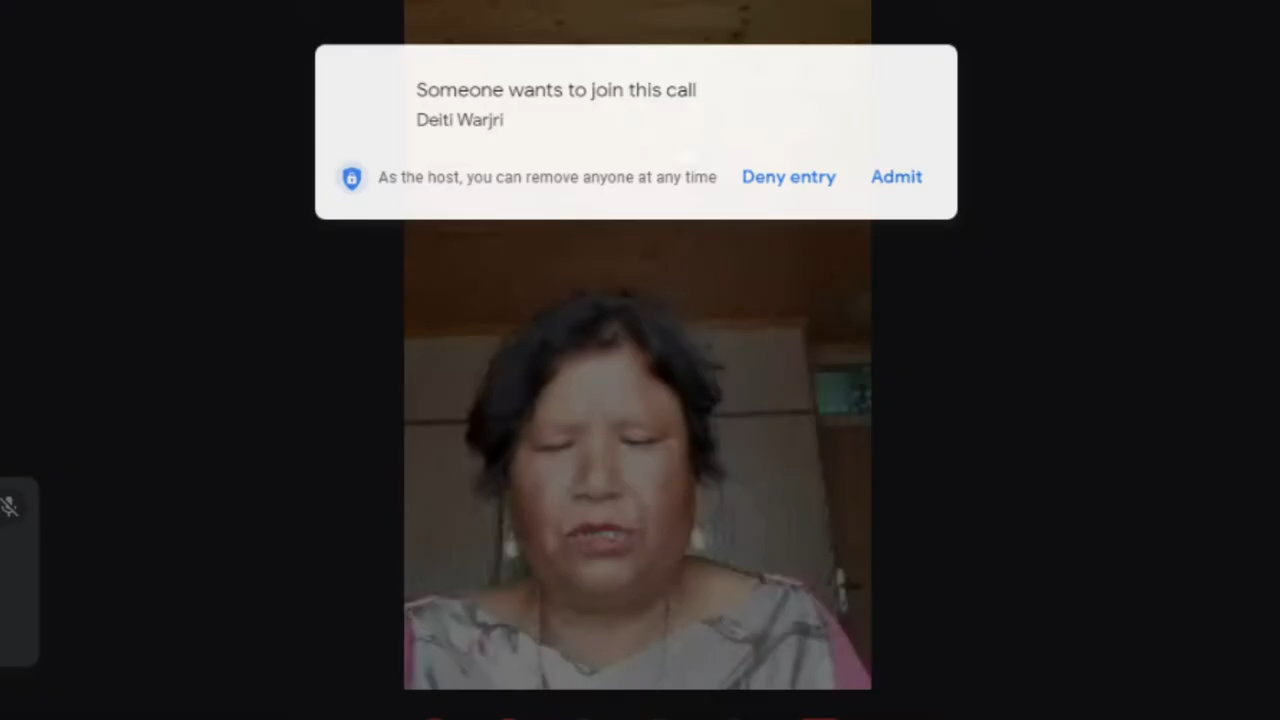 Someone wants to join this call
Deiti Warjri
As the host, you can remove anyone at any time
Deny entry
Admit